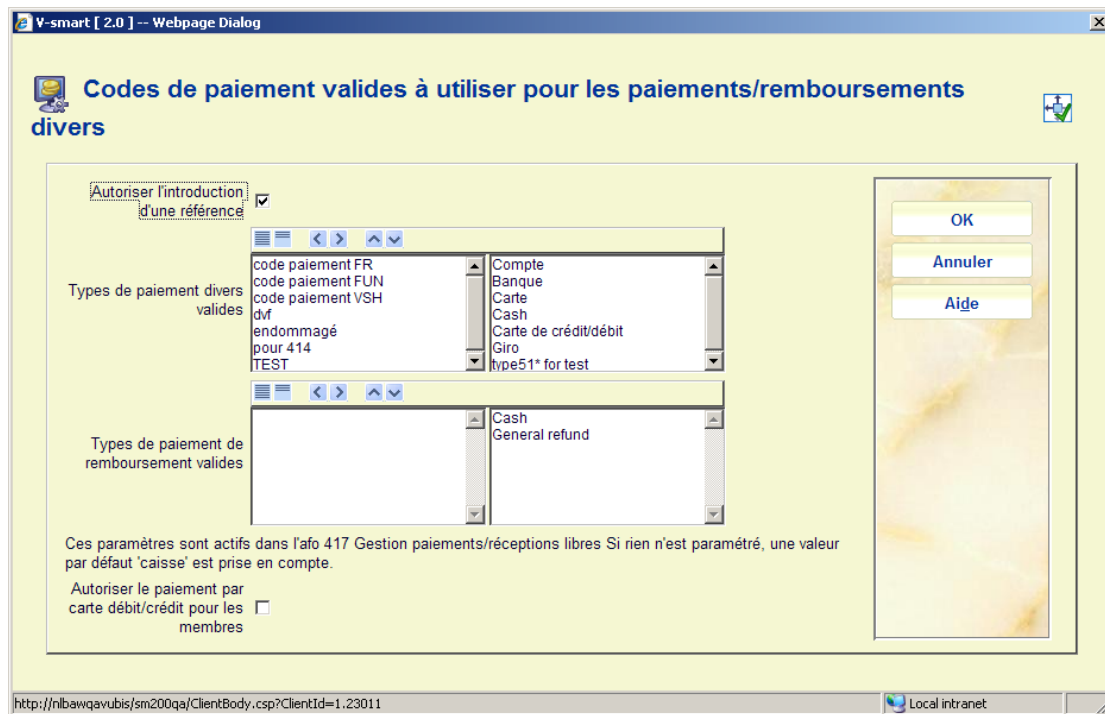 V-smart [ 2.0 ] -- Webpage Dialog
Codes de paiement valides à utiliser pour les paiements/remboursements
divers
Autoriser l'introduction
d'une référence
Types de paiement divers
valides
code paiement FR
code paiement FUN
code paiement VSH
dvf
endommagé
pour 414
TEST
Compte
Banque
Carte
Cash
Carte de crédit/débit
Giro
type51* for test
Types de paiement de
remboursement valides
Cash
General refund
Ces paramètres sont actifs dans l'afo 417 Gestion paiements/réceptions libres Si rien n'est paramétré, une valeur
par défaut 'caisse' est prise en compte.
Autoriser le paiement par
carte débit/crédit pour les
membres
OK
Annuler
Aide
http://nlbawqavubis/sm200qa/ClientBody.csp?ClientId=1.23011
Local intranet